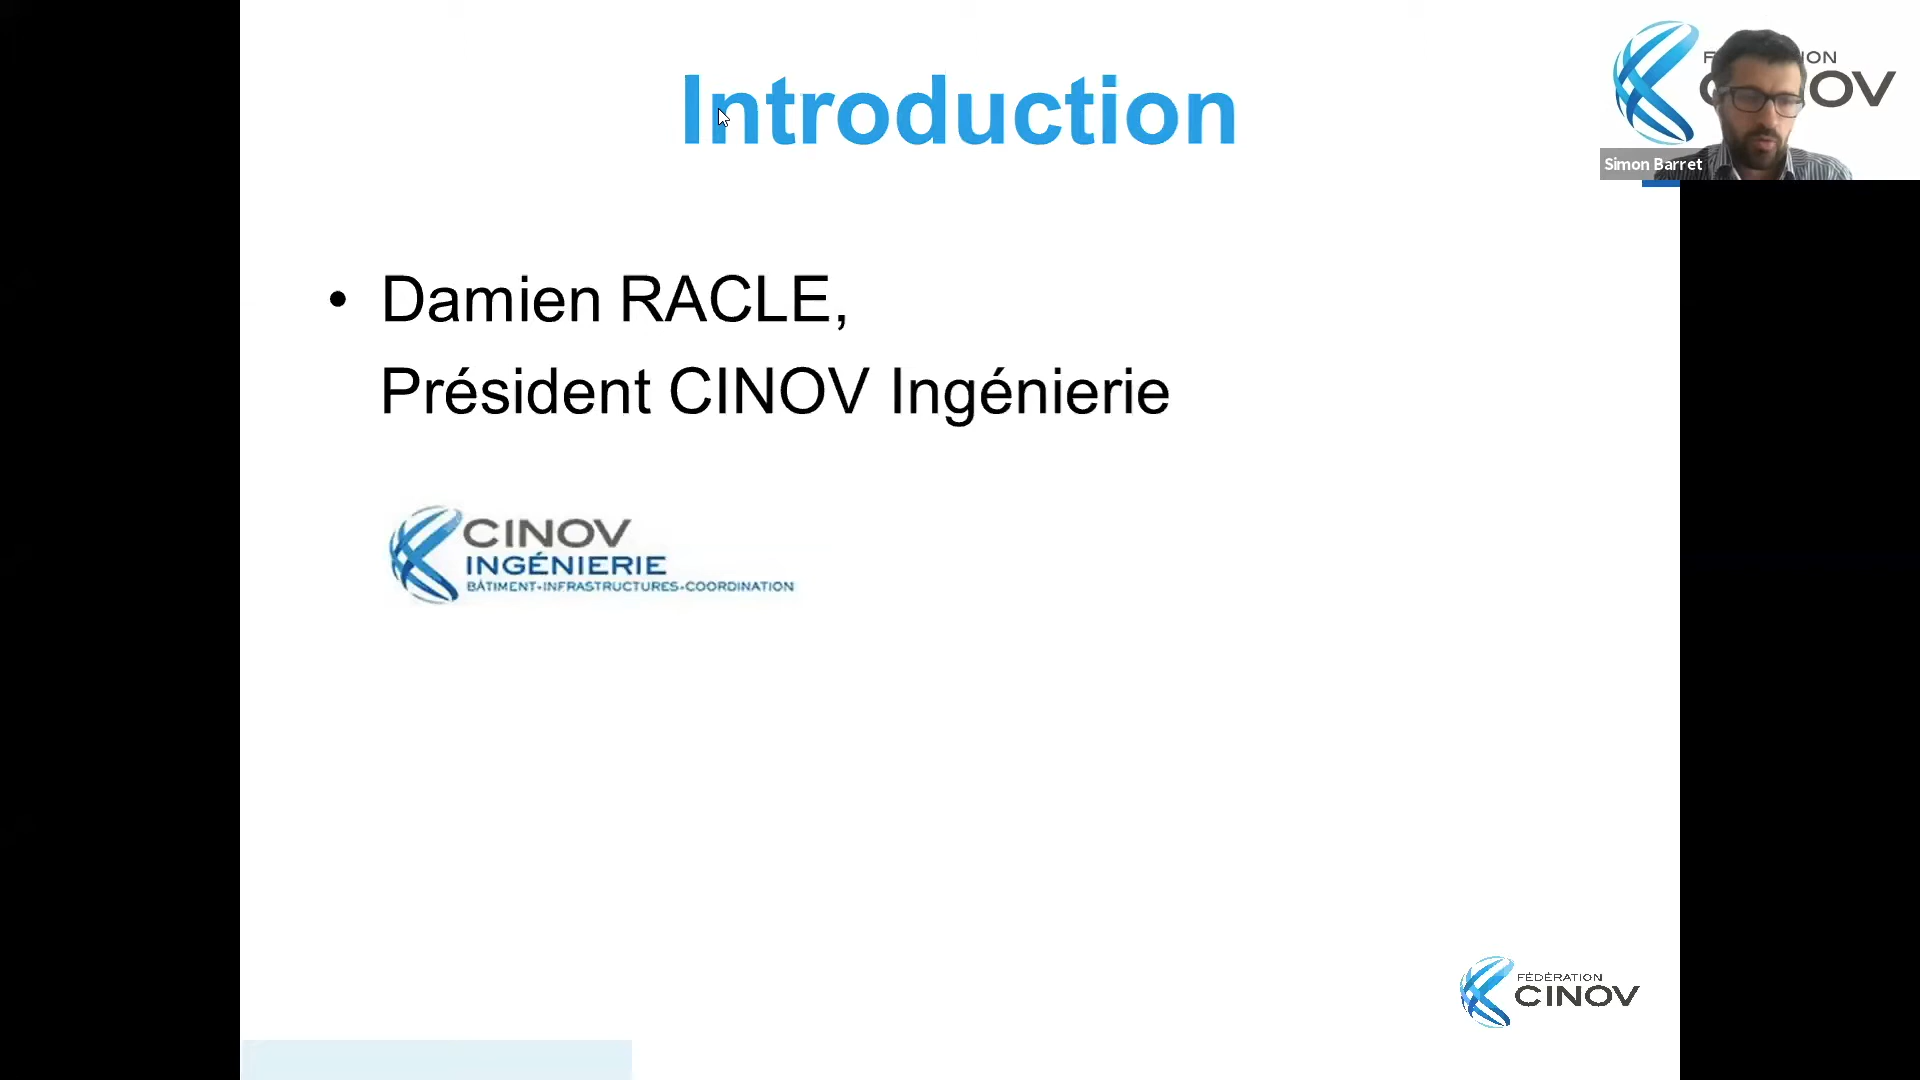 Introduction
Simon Barret
• Damien RACLE,
Président CINOV Ingénierie
CINOV
INGÉNIERIE
BÂTIMENT-INFRASTRUCTURES-COORDINATION
FÉDÉRATION
CINOV